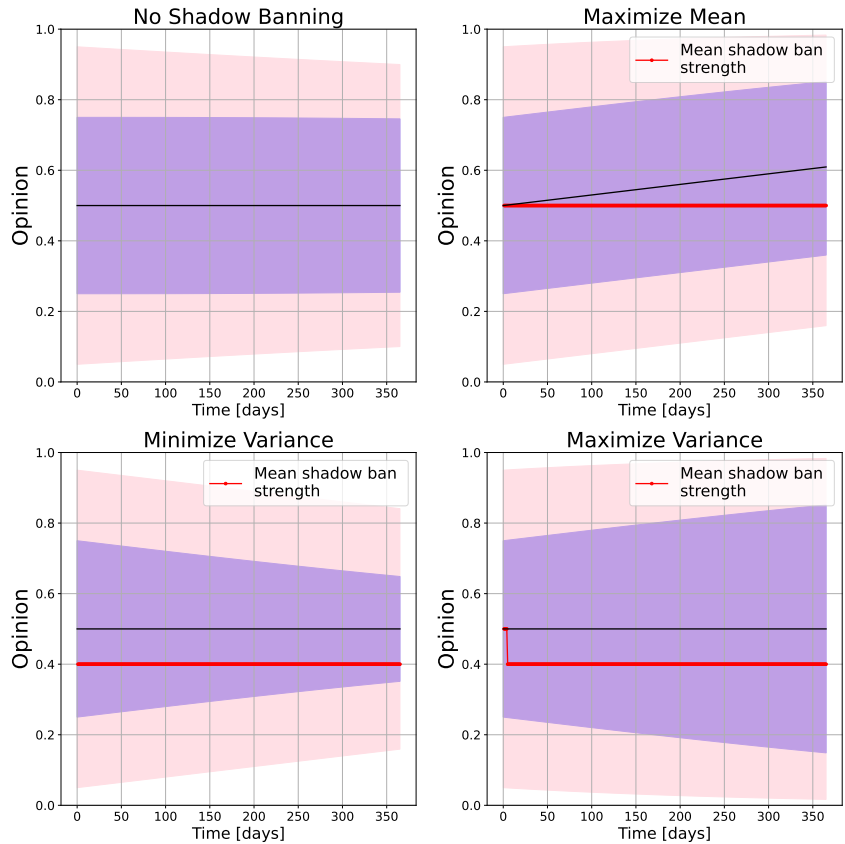 No Shadow Banning
1.0
0.8
0.6
0.4
0.2
0.0
Opinion
0 50 100 150 200 250 300 350
Time [days]
Maximize Mean
1.0
0.8
0.6
0.4
0.2
0.0
Opinion
Mean shadow ban
strength
0 50 100 150 200 250 300 350
Time [days]
Minimize Variance
1.0
0.8
0.6
0.4
0.2
0.0
Opinion
Mean shadow ban
strength
0 50 100 150 200 250 300 350
Time [days]
Maximize Variance
1.0
0.8
0.6
0.4
0.2
0.0
Opinion
Mean shadow ban
strength
0 50 100 150 200 250 300 350
Time [days]